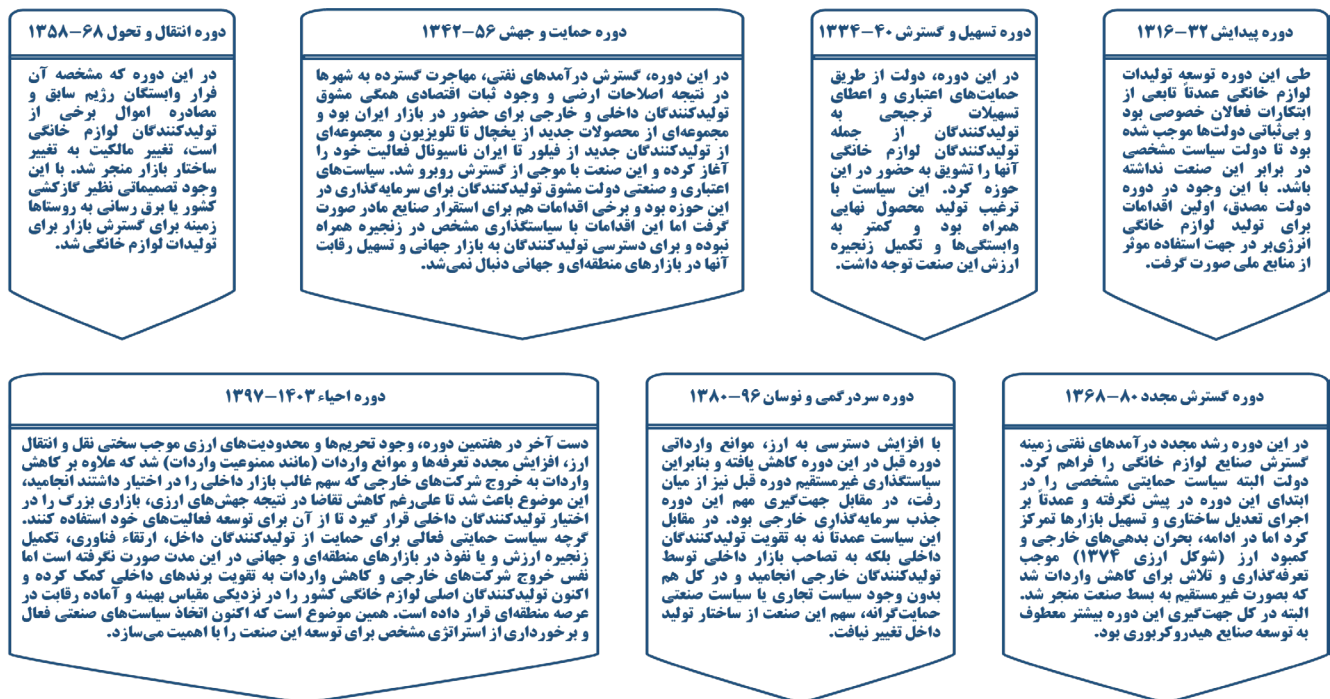 دوره پیدایش ۳۲–۱۳۱۶
طی این دوره توسعه تولیدات
لوازم خانگی عمدتاً تابعی از
ابتکارات فعالان خصوصی بود
و بی‌ثباتی دولت‌ها موجب شده
بود تا دولت سیاست مشخصی
در برابر این صنعت نداشته
باشد. با این وجود در دوره
دولت مصدق، اولین اقدامات
برای تولید لوازم خانگی
انرژی‌بر در جهت استفاده موثر
از منابع ملی صورت گرفت.
دوره تسهیل و گسترش ۴۰–۱۳۳۴
در این دوره، دولت از طریق
حمایت‌های اعتباری و اعطای
تسهیلات ترجیحی به
تولیدکنندگان از جمله
تولیدکنندگان لوازم خانگی
آنها را تشویق به حضور در این
حوزه کرد. این سیاست با
ترغیب تولید محصول نهایی
همراه بود و کمتر به
وابستگی‌ها و تکمیل زنجیره
ارزش این صنعت توجه داشت.
دوره حمایت و جهش ۵۶–۱۳۴۲
در این دوره، گسترش درآمدهای نفتی، مهاجرت گسترده به شهرها
در نتیجه اصلاحات ارضی و وجود ثبات اقتصادی همگی مشوق
تولیدکنندگان داخلی و خارجی برای حضور در بازار ایران بود و
مجموعه‌ای از محصولات جدید از یخچال تا تلویزیون و مجموعه‌ای
از تولیدکنندگان جدید از فیلور تا ایران ناسیونال فعالیت خود را
آغاز کرده و این صنعت با موجی از گسترش روبرو شد. سیاست‌های
اعتباری و صنعتی دولت مشوق تولیدکنندگان برای سرمایه‌گذاری در
این حوزه بود و برخی اقدامات هم برای استقرار صنایع مادر صورت
گرفت اما این اقدامات با سیاستگذاری مشخص در زنجیره همراه
نبوده و برای دسترسی تولیدکنندگان به بازار جهانی و تسهیل رقابت
آنها در بازارهای منطقه‌ای و جهانی دنبال نمی‌شد.
دوره انتقال و تحول ۶۸–۱۳۵۸
در این دوره که مشخصه آن
فرار وابستگان رژیم سابق و
مصادره اموال برخی از
تولیدکنندگان لوازم خانگی
است، تغییر مالکیت به تغییر
ساختار بازار منجر شد. با این
وجود تصمیماتی نظیر گازکشی
کشور یا برق رسانی به روستاها
زمینه برای گسترش بازار برای
تولیدات لوازم خانگی شد.
دوره گسترش مجدد ۸۰–۱۳۶۸
در این دوره رشد مجدد درآمدهای نفتی زمینه
گسترش صنایع لوازم خانگی را فراهم کرد.
دولت البته سیاست حمایتی مشخصی را در
ابتدای این دوره در پیش نگرفته و عمدتاً بر
اجرای تعدیل ساختاری و تسهیل بازارها تمرکز
کرد اما در ادامه، بحران بدهی‌های خارجی و
کمبود ارز (شوکل ارزی ۱۳۷۴) موجب
تعرفه‌گذاری و تلاش برای کاهش واردات شد
که بصورت غیرمستقیم به بسط صنعت منجر شد.
البته در کل جهت‌گیری این دوره بیشتر معطوف
به توسعه صنایع هیدروکربوری بود.
دوره سردرگمی و نوسان ۹۶–۱۳۸۰
با افزایش دسترسی به ارز، موانع وارداتی
دوره قبل در این دوره کاهش یافته و بنابراین
سیاستگذاری غیرمستقیم دوره قبل نیز از میان
رفت، در مقابل جهت‌گیری مهم این دوره
جذب سرمایه‌گذاری خارجی بود. در مقابل
این سیاست عمدتاً نه به تقویت تولیدکنندگان
داخلی بلکه به تصاحب بازار داخلی توسط
تولیدکنندگان خارجی انجامید و در کل هم
بدون وجود سیاست تجاری یا سیاست صنعتی
حمایت‌گرانه، سهم این صنعت از ساختار تولید
داخل تغییر نیافت.
دوره احیاء ۱۴۰۳–۱۳۹۷
دست آخر در هفتمین دوره، وجود تحریم‌ها و محدودیت‌های ارزی موجب سختی نقل و انتقال
ارز، افزایش مجدد تعرفه‌ها و موانع واردات (مانند ممنوعیت واردات) شد که علاوه بر کاهش
واردات به خروج شرکت‌های خارجی که سهم غالب بازار داخلی را در اختیار داشتند انجامید،
این موضوع باعث شد تا علی‌رغم کاهش تقاضا در نتیجه جهش‌های ارزی، بازاری بزرگ را در
اختیار تولیدکنندگان داخلی قرار گیرد تا از آن برای توسعه فعالیت‌های خود استفاده کنند.
گرچه سیاست حمایتی فعالی برای حمایت از تولیدکنندگان داخل، ارتقاء فناوری، تکمیل
زنجیره ارزش و یا نفوذ در بازارهای منطقه‌ای و جهانی در این مدت صورت نگرفته است اما
نفس خروج شرکت‌های خارجی و کاهش واردات به تقویت برندهای داخلی کمک کرده و
اکنون تولیدکنندگان اصلی لوازم خانگی کشور را در نزدیکی مقیاس بهینه و آماده رقابت در
عرصه منطقه‌ای قرار داده است. همین موضوع است که اکنون اتخاذ سیاست‌های صنعتی فعال
و برخورداری از استراتژی مشخص برای توسعه این صنعت را با اهمیت می‌سازد.